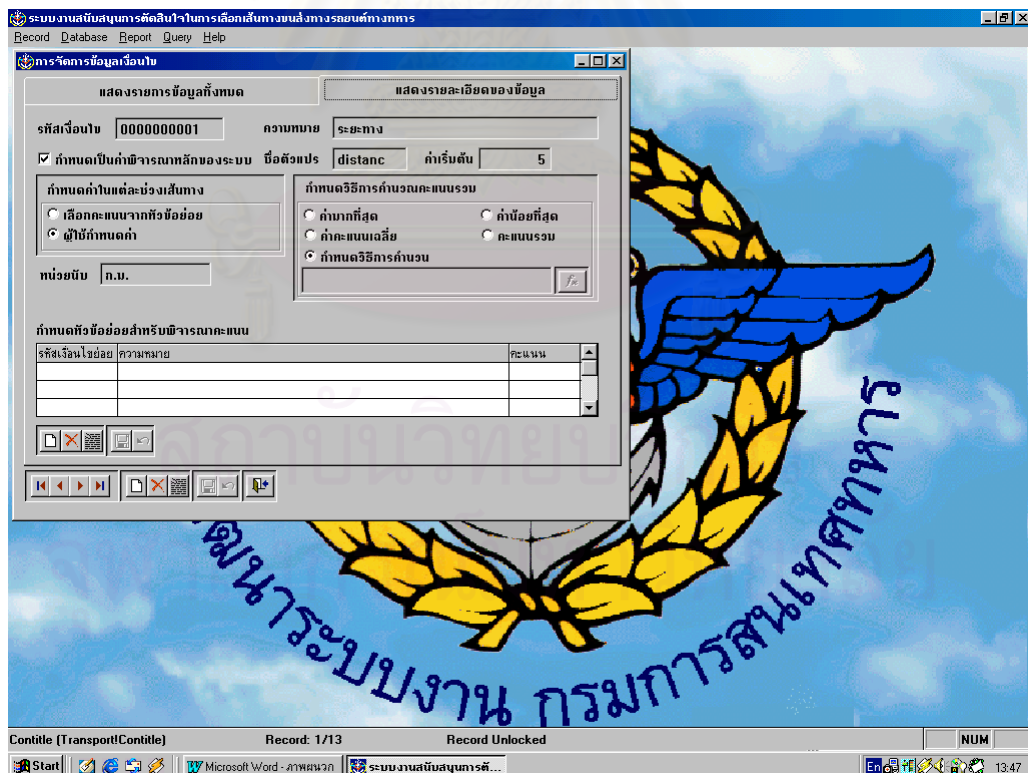 ระบบงานสนับสนุนการตัดสินใจในการเลือกเส้นทางขนส่งทางรถยนต์ทางทหาร
Record Database Report Query Help
การจัดการข้อมูลเงื่อนไข
แสดงรายการข้อมูลทั้งหมด แสดงรายละเอียดของข้อมูล
รหัสเงื่อนไข 0000000001 ความหมาย ระยะทาง
กำหนดเป็นค่าพิจารณาหลักของระบบ ชื่อตัวแปร distanc ค่าเริ่มต้น 5
กำหนดค่าในแต่ละช่วงเส้นทาง กำหนดวิธีการคำนวณคะแนนรวม
เลือกคะแนนจากหัวข้อย่อย ค่ามากที่สุด ค่าน้อยที่สุด
ผู้ใช้กำหนดค่า ค่าคะแนนเฉลี่ย คะแนนรวม
กำหนดวิธีการคำนวน
หน่วยนับ ก.ม.
fx
กำหนดหัวข้อย่อยสำหรับพิจารณาคะแนน
รหัสเงื่อนไขย่อย ความหมาย คะแนน
สถาบันวิทยบริการ
พัฒนาระบบงาน กรมการสนเทศทหาร
Contitle (Transport!Contitle) Record: 1/13 Record Unlocked NUM
Start Microsoft Word - ภาพผนวก ระบบงานสนับสนุนการตั... En 13:47